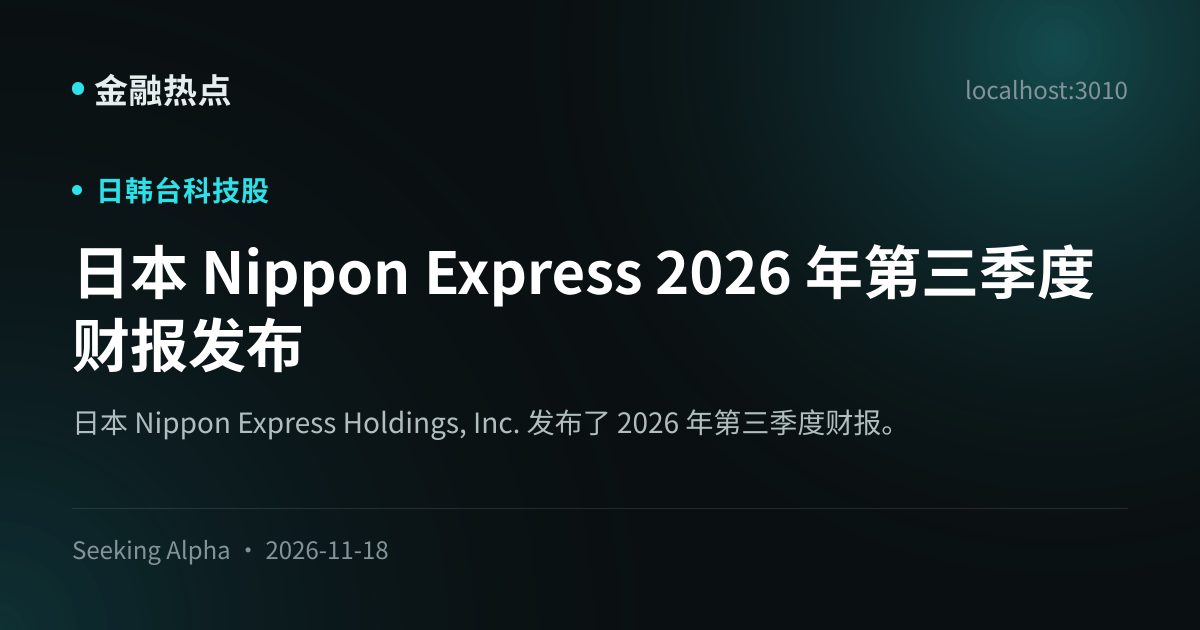 金融热点
localhost:3010
日韩台科技股
日本 Nippon Express 2026 年第三季度
财报发布
日本 Nippon Express Holdings, Inc. 发布了 2026 年第三季度财报。
Seeking Alpha · 2026-11-18